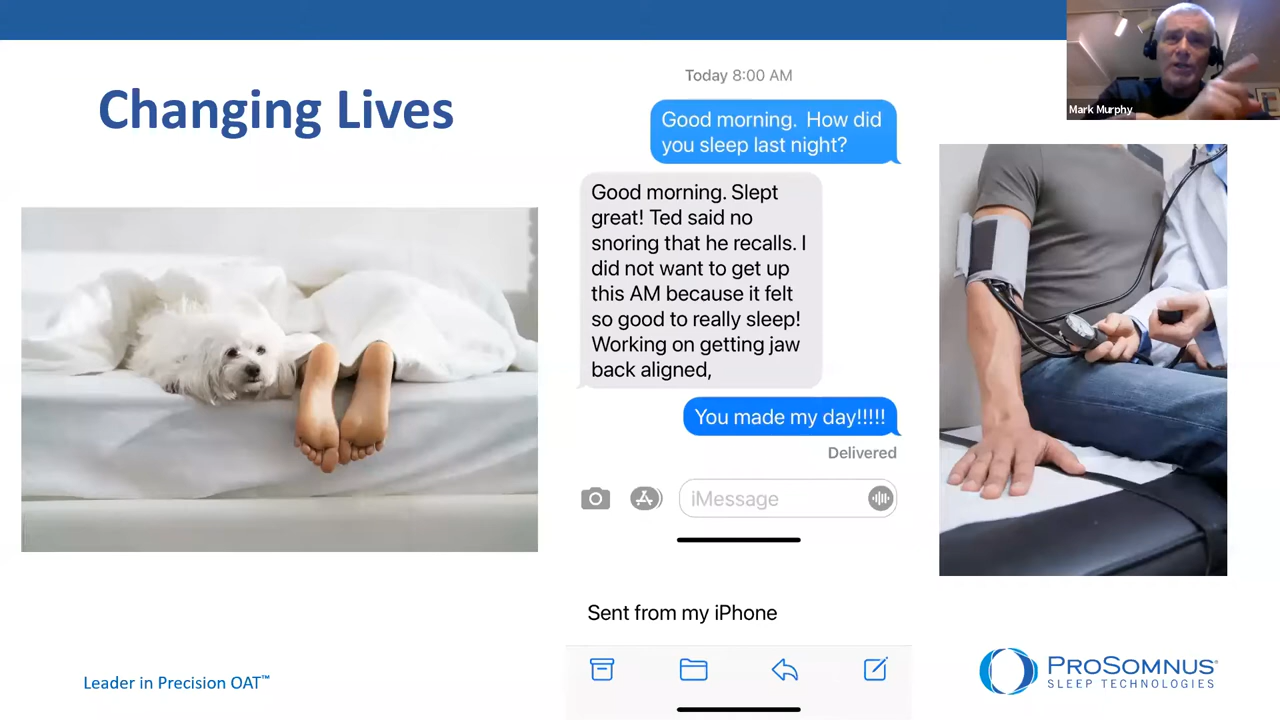 Changing Lives
Today 8:00 AM
Good morning.  How did
you sleep last night?
Good morning. Slept
great! Ted said no
snoring that he recalls. I
did not want to get up
this AM because it felt
so good to really sleep!
Working on getting jaw
back aligned,
You made my day!!!!!
Delivered
iMessage
Sent from my iPhone
Mark Murphy
Leader in Precision OAT™
PROSOMNUS®
SLEEP TECHNOLOGIES